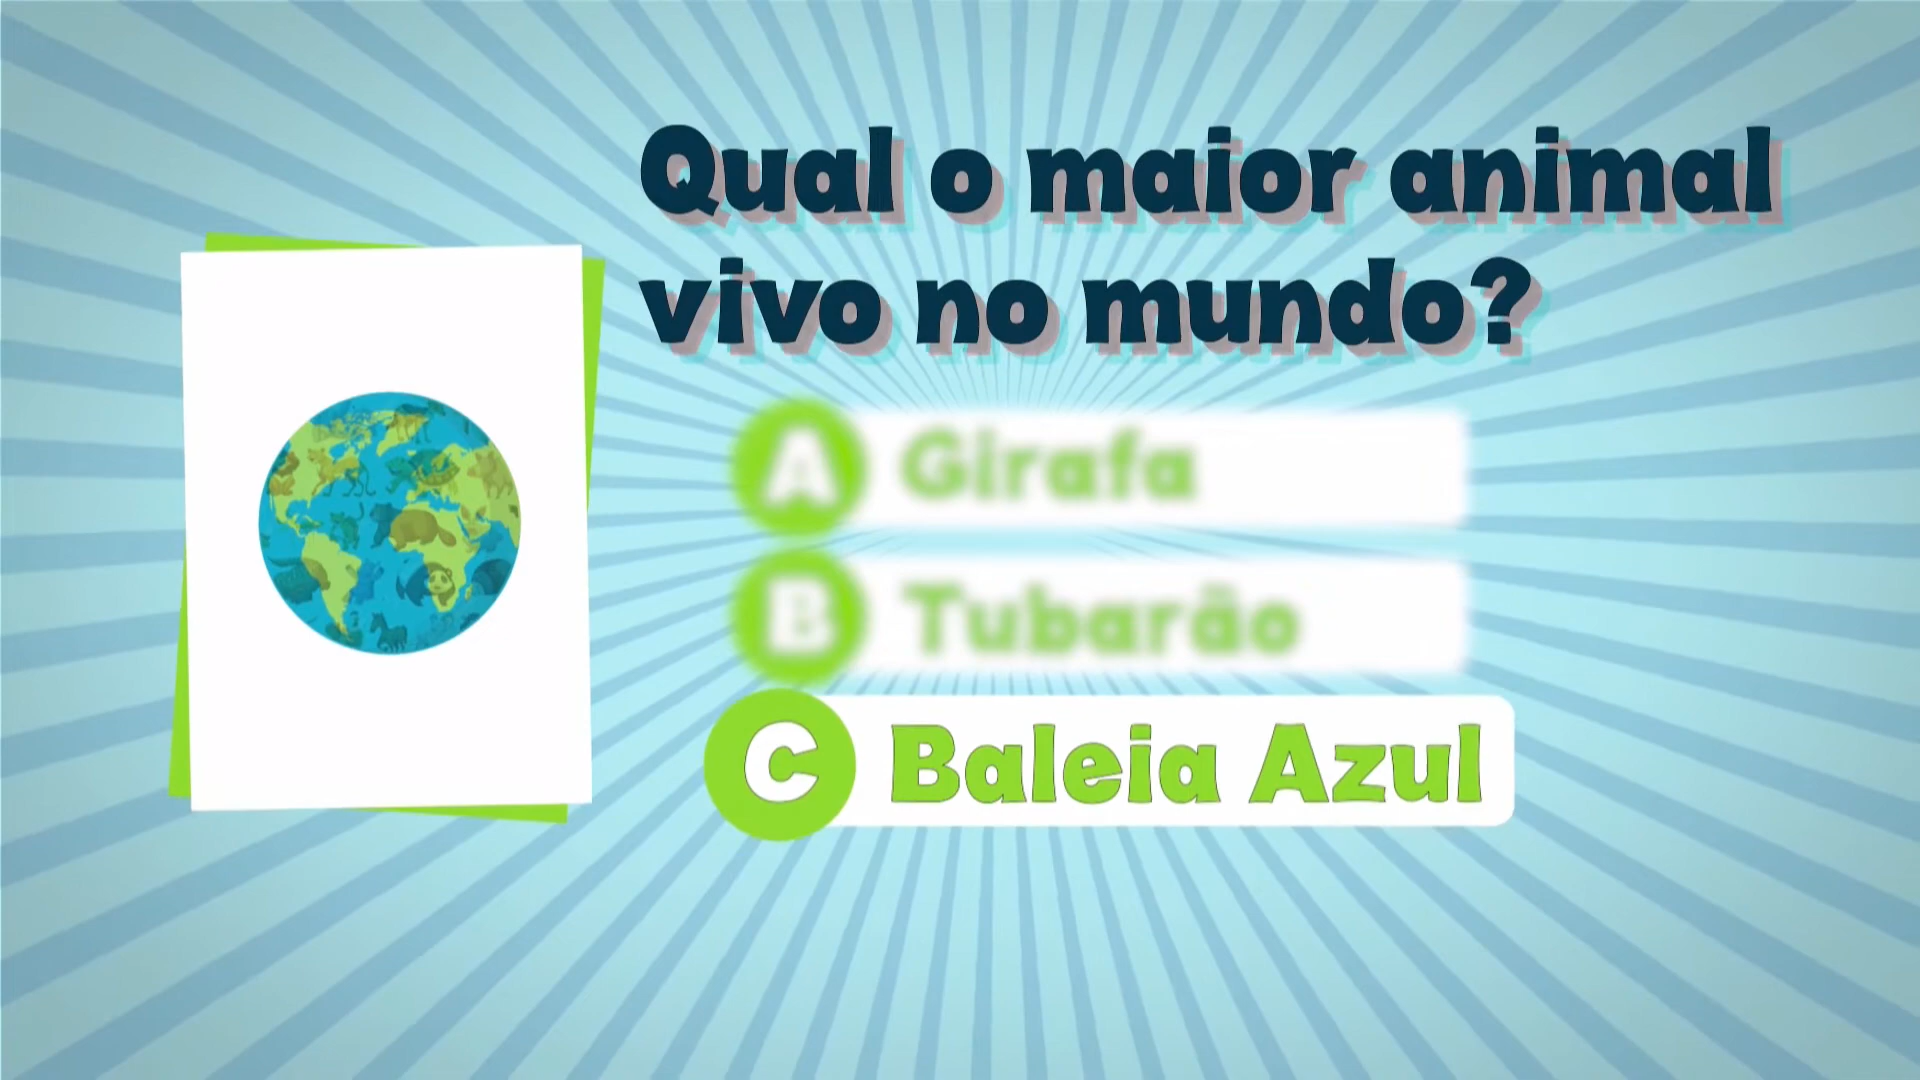 Qual o maior animal
vivo no mundo?
A Girafa
B Tubarão
C Baleia Azul